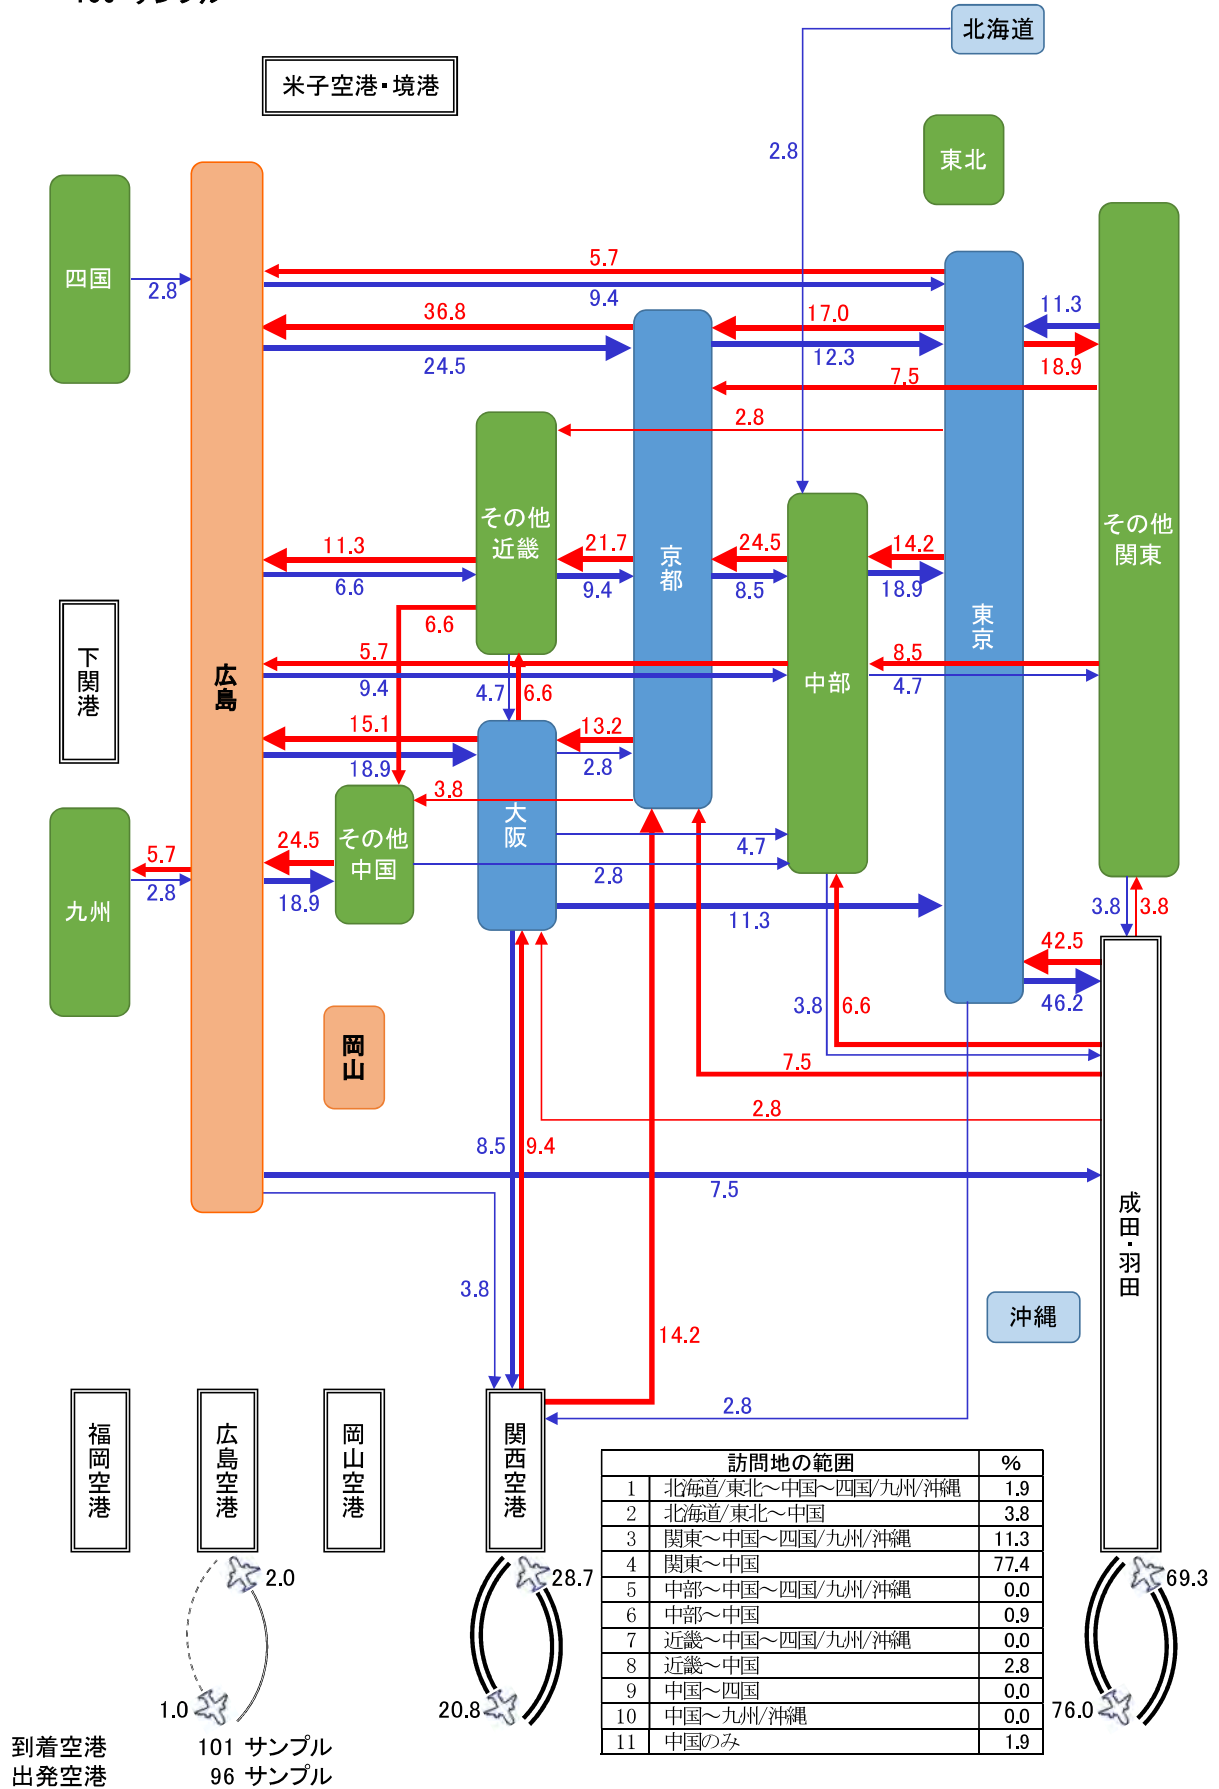 北海道
米子空港・境港
東北
2.8
四国
2.8
5.7
9.4
36.8
24.5
17.0
12.3
11.3
18.9
7.5
2.8
その他
近畿
京都
その他
関東
11.3
6.6
21.7
9.4
24.5
8.5
14.2
18.9
東京
6.6
下関港
広島
5.7
9.4
中部
8.5
4.7
4.7
6.6
15.1
18.9
13.2
2.8
3.8
大阪
その他
中国
24.5
18.9
4.7
2.8
九州
5.7
2.8
11.3
3.8
3.8
42.5
46.2
3.8
6.6
岡山
7.5
2.8
8.5
9.4
7.5
成田・羽田
3.8
沖縄
14.2
2.8
福岡空港
広島空港
岡山空港
関西空港
訪問地の範囲 %
1 北海道/東北～中国～四国/九州/沖縄 1.9
2 北海道/東北～中国 3.8
3 関東～中国～四国/九州/沖縄 11.3
4 関東～中国 77.4
5 中部～中国～四国/九州/沖縄 0.0
6 中部～中国 0.9
7 近畿～中国～四国/九州/沖縄 0.0
8 近畿～中国 2.8
9 中国～四国 0.0
10 中国～九州/沖縄 0.0
11 中国のみ 1.9
2.0
28.7
69.3
1.0
20.8
76.0
到着空港 101 サンプル
出発空港 96 サンプル